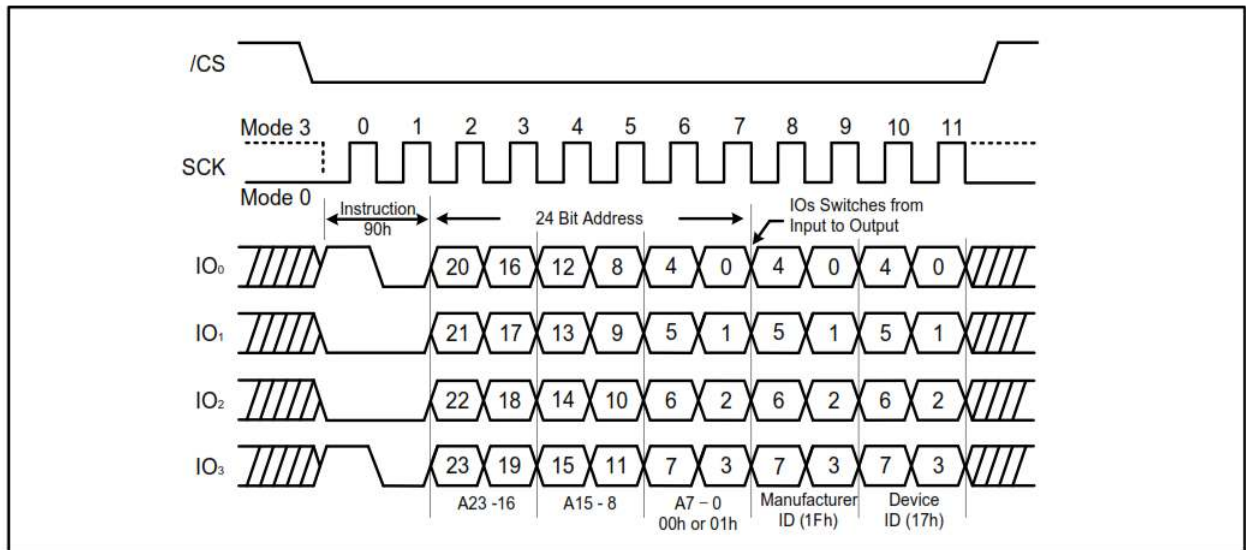 /CS
Mode 3 0 1 2 3 4 5 6 7 8 9 10 11
SCK
Mode 0
Instruction
90h
24 Bit Address
IOs Switches from
Input to Output
IO₀ 20 16 12 8 4 0 4 0 4 0
IO₁ 21 17 13 9 5 1 5 1 5 1
IO₂ 22 18 14 10 6 2 6 2 6 2
IO₃ 23 19 15 11 7 3 7 3 7 3
A23 -16 A15 - 8 A7 – 0 Manufacturer Device
00h or 01h ID (1Fh) ID (17h)